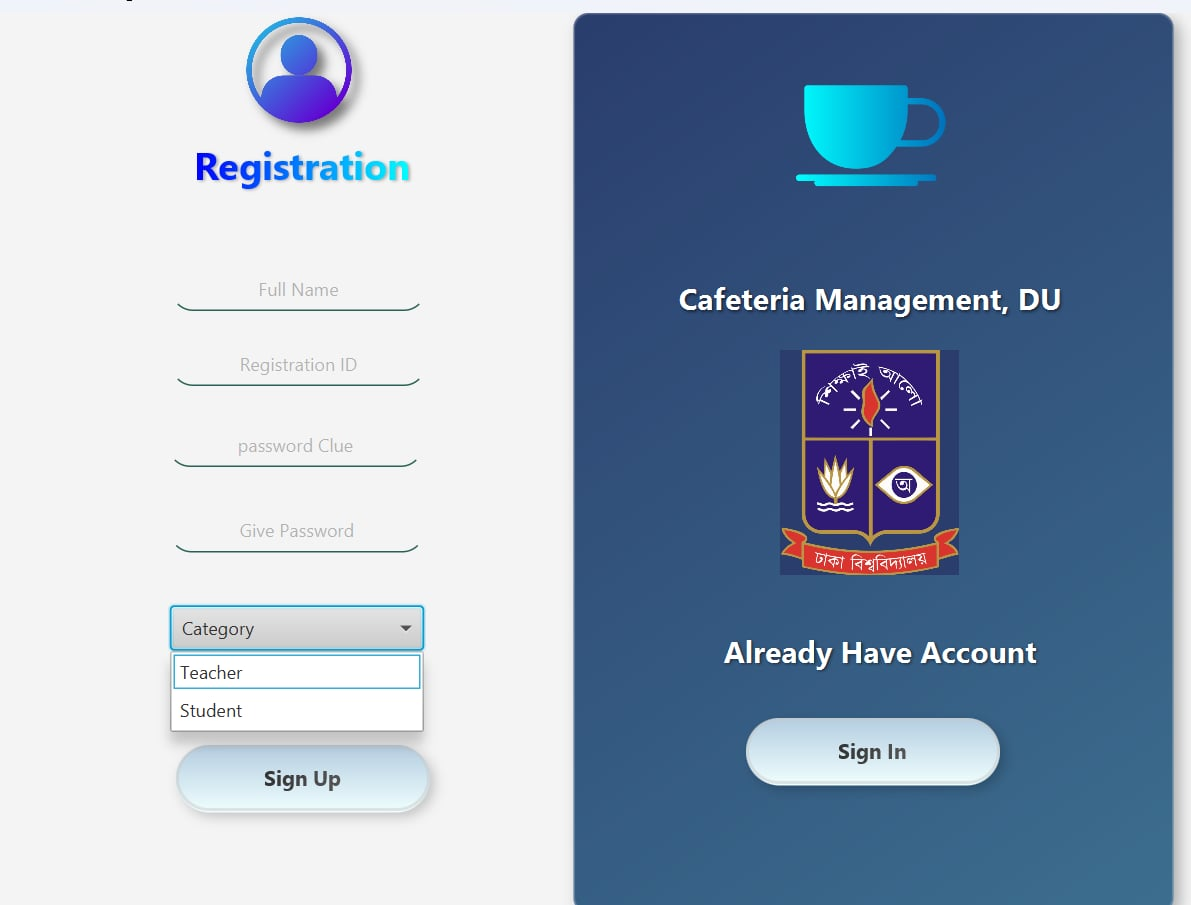 Registration
Full Name
Registration ID
password Clue
Give Password
Category
Teacher
Student
Sign Up
Cafeteria Management, DU
শিক্ষাই আলো
অ
ঢাকা বিশ্ববিদ্যালয়
Already Have Account
Sign In